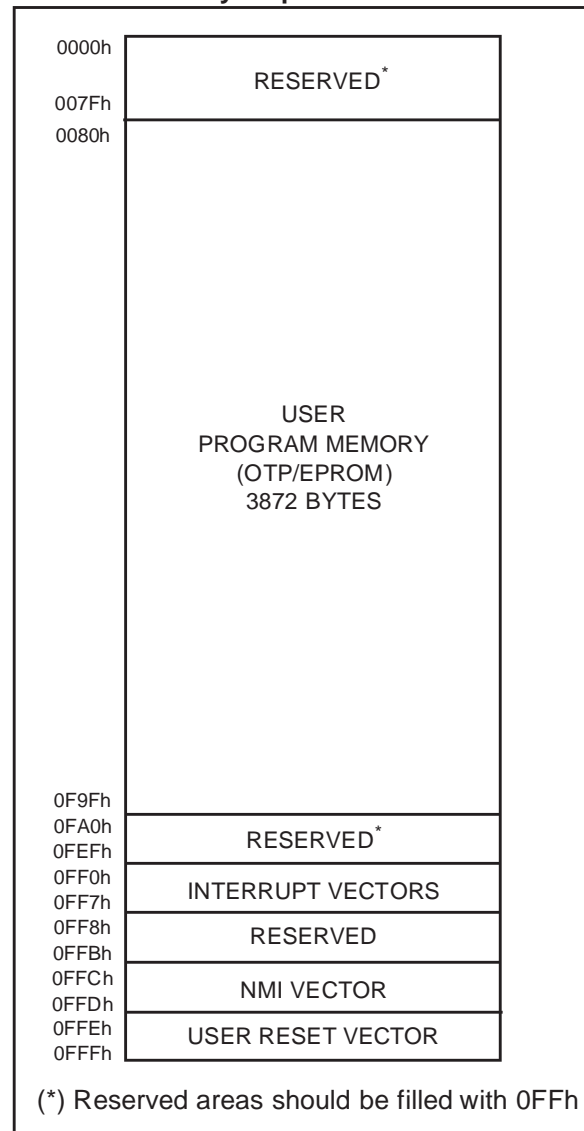 0000h
RESERVED*
007Fh
0080h
USER
PROGRAM MEMORY
(OTP/EPROM)
3872 BYTES
0F9Fh
0FA0h
RESERVED*
0FEFh
0FF0h
INTERRUPT VECTORS
0FF7h
0FF8h
RESERVED
0FFBh
0FFCh
NMI VECTOR
0FFDh
0FFEh
USER RESET VECTOR
0FFFh
(*) Reserved areas should be filled with 0FFh